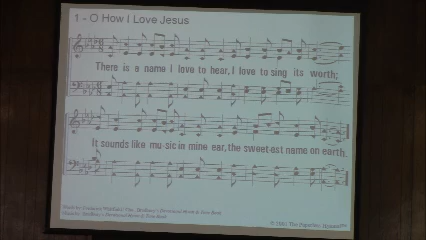 1 - O How I Love Jesus
There is a name I love to hear, I love to sing its worth;
It sounds like mu-sic in mine ear, the sweet-est name on earth.